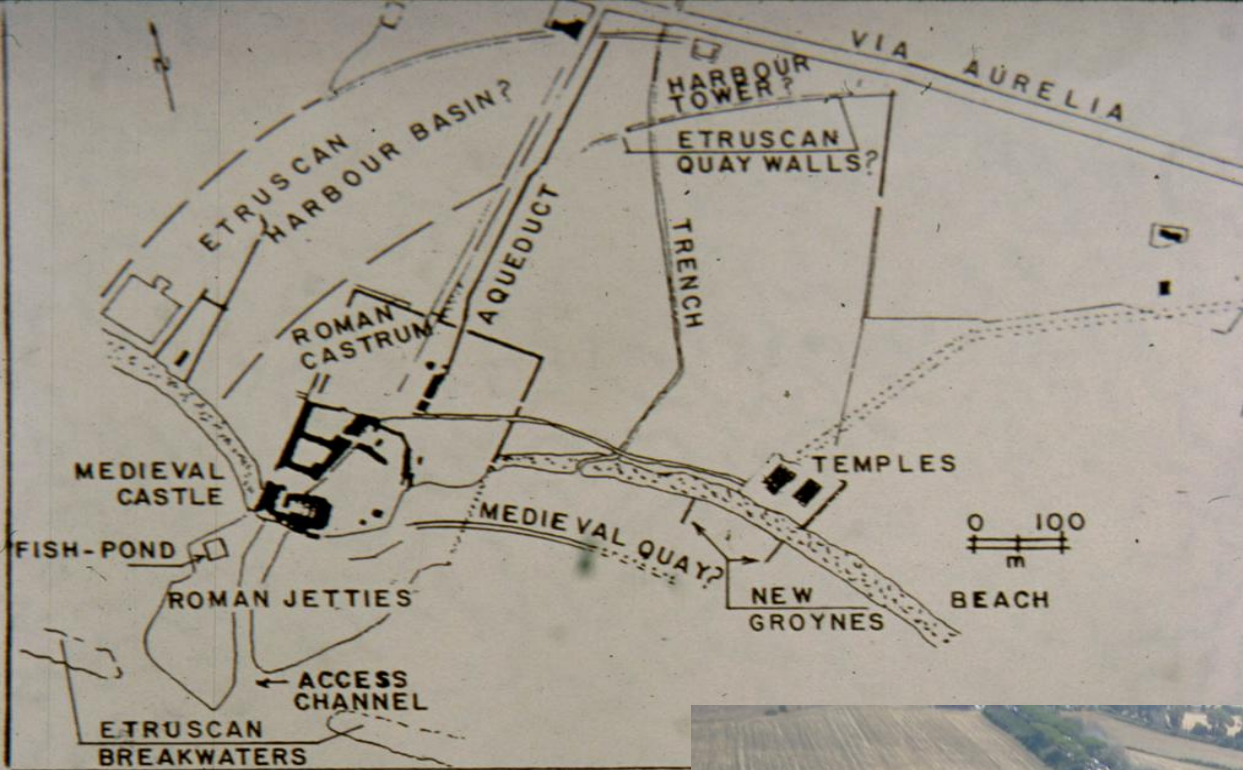 N
VIA AURELIA
HARBOUR
TOWER?
ETRUSCAN
HARBOUR BASIN?
ETRUSCAN
QUAY WALLS?
AQUEDUCT
TRENCH
ROMAN
CASTRUM
MEDIEVAL
CASTLE
TEMPLES
FISH-POND
MEDIEVAL QUAY?
0 100
m
ROMAN JETTIES
NEW
GROYNES
BEACH
ACCESS
CHANNEL
ETRUSCAN
BREAKWATERS